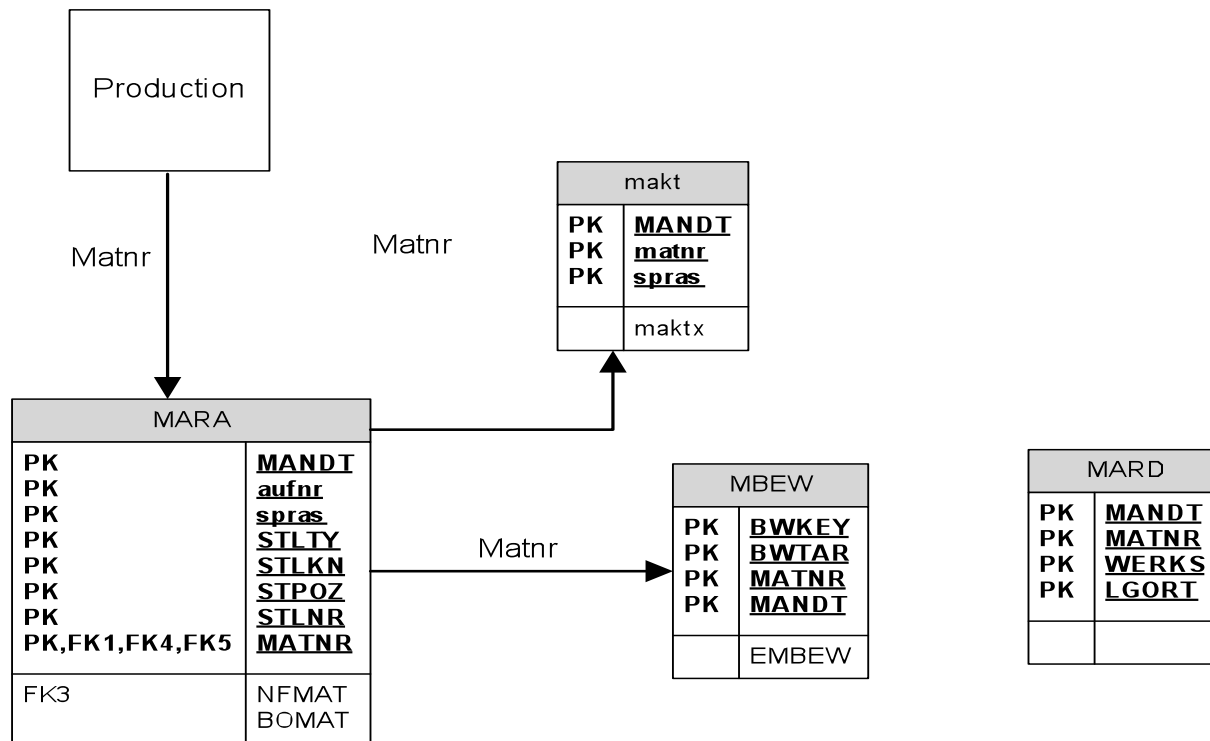 Production
Matnr
Matnr
makt
PK MANDT
PK matnr
PK spras
maktx
MARA
PK MANDT
PK aufnr
PK spras
PK STLTY
PK STLKN
PK STPOZ
PK STLNR
PK,FK1,FK4,FK5 MATNR
FK3 NFMAT
BOMAT
Matnr
MBEW
PK BWKEY
PK BWTAR
PK MATNR
PK MANDT
EMBEW
MARD
PK MANDT
PK MATNR
PK WERKS
PK LGORT